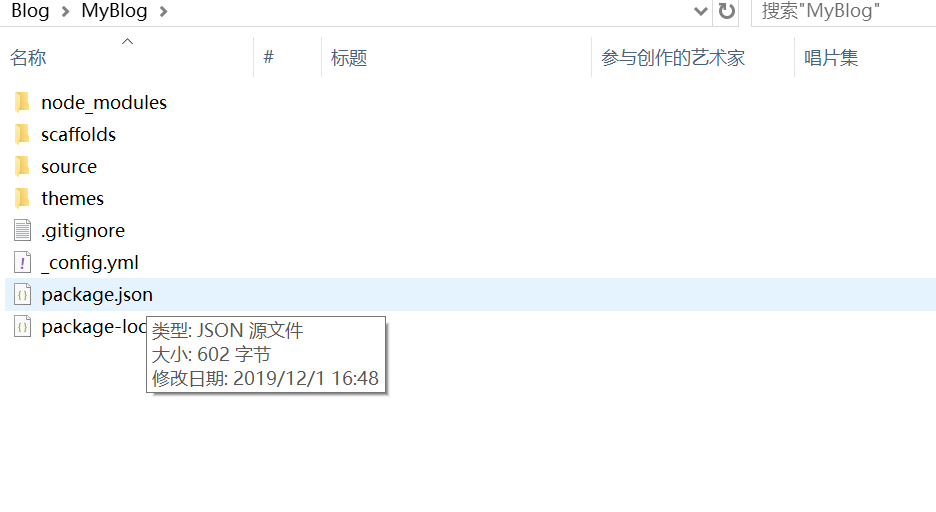 Blog > MyBlog >
搜索"MyBlog"
名称 # 标题 参与创作的艺术家 唱片集
node_modules
scaffolds
source
themes
.gitignore
_config.yml
package.json
package-loc
类型: JSON 源文件
大小: 602 字节
修改日期: 2019/12/1 16:48